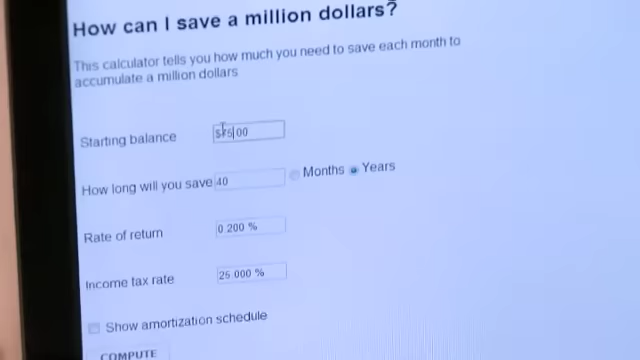 How can I save a million dollars?
This calculator tells you how much you need to save each month to
accumulate a million dollars
Starting balance
How long will you save 40 Months Years
Rate of return 0.200 %
Income tax rate 25.000 %
Show amortization schedule
COMPUTE